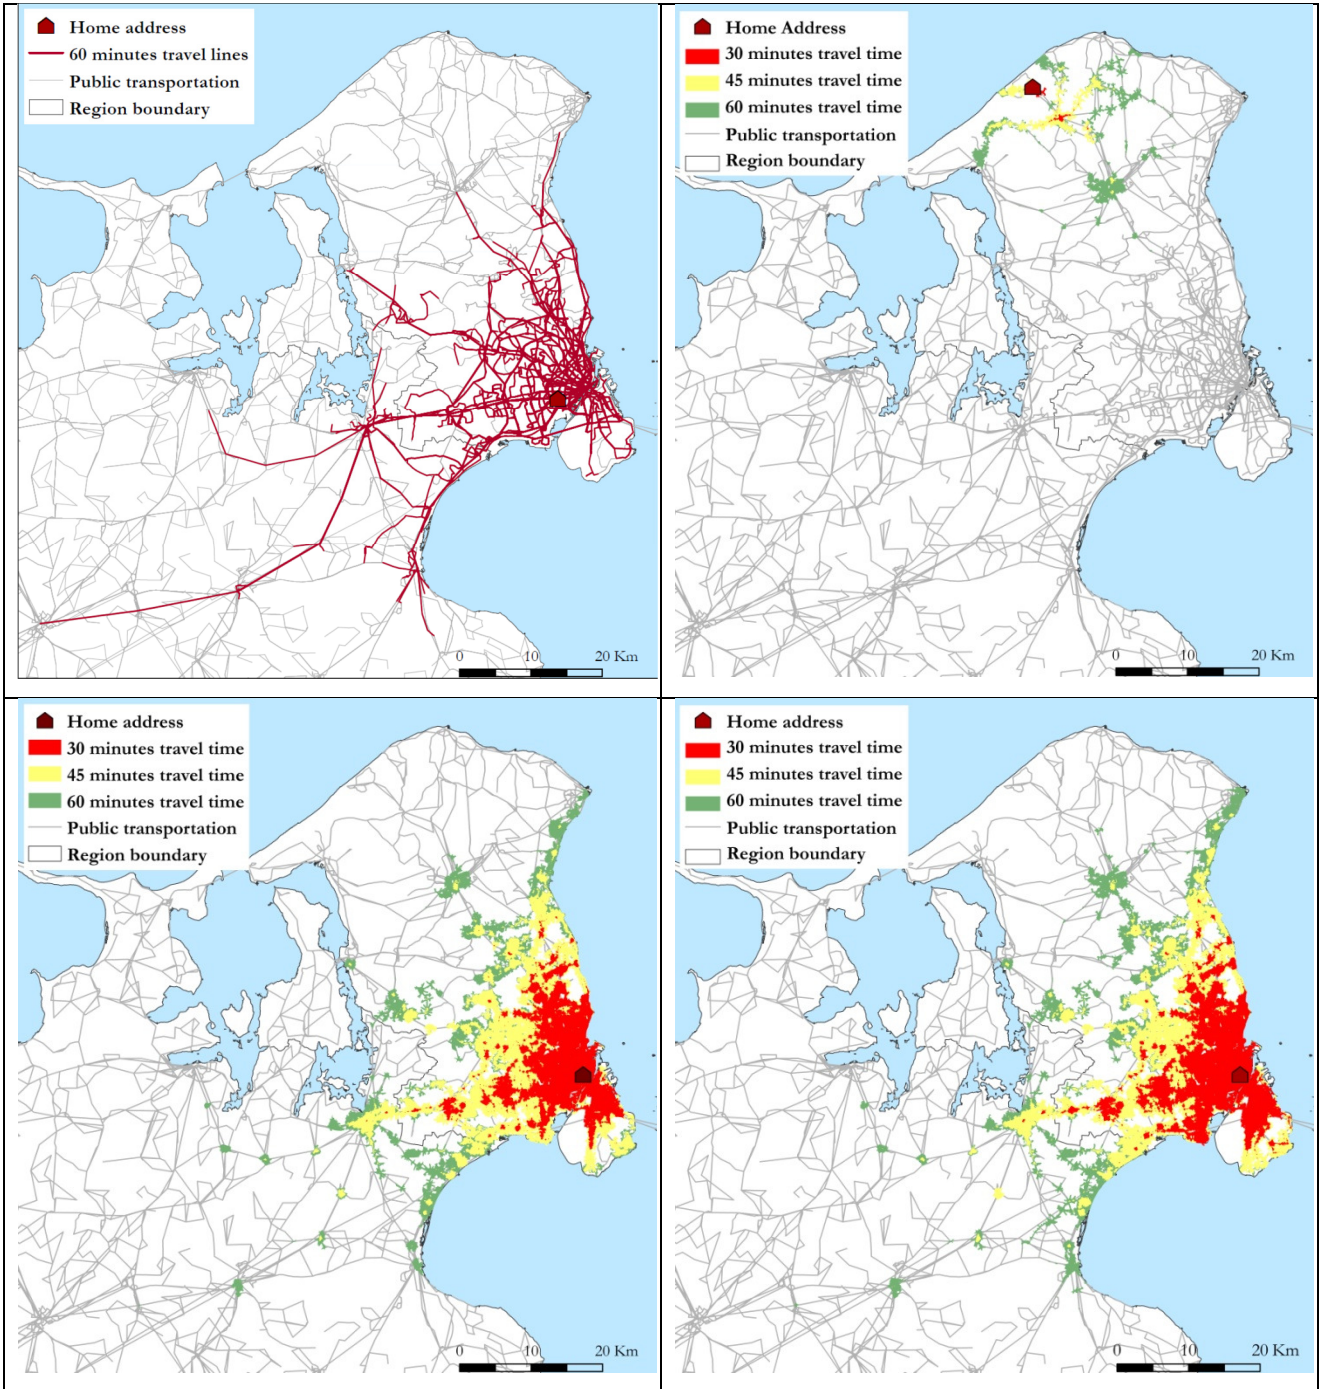 Home address
60 minutes travel lines
Public transportation
Region boundary
0 10 20 Km
Home Address
30 minutes travel time
45 minutes travel time
60 minutes travel time
Public transportation
Region boundary
0 10 20 Km
Home address
30 minutes travel time
45 minutes travel time
60 minutes travel time
Public transportation
Region boundary
0 10 20 Km
Home address
30 minutes travel time
45 minutes travel time
60 minutes travel time
Public transportation
Region boundary
0 10 20 Km